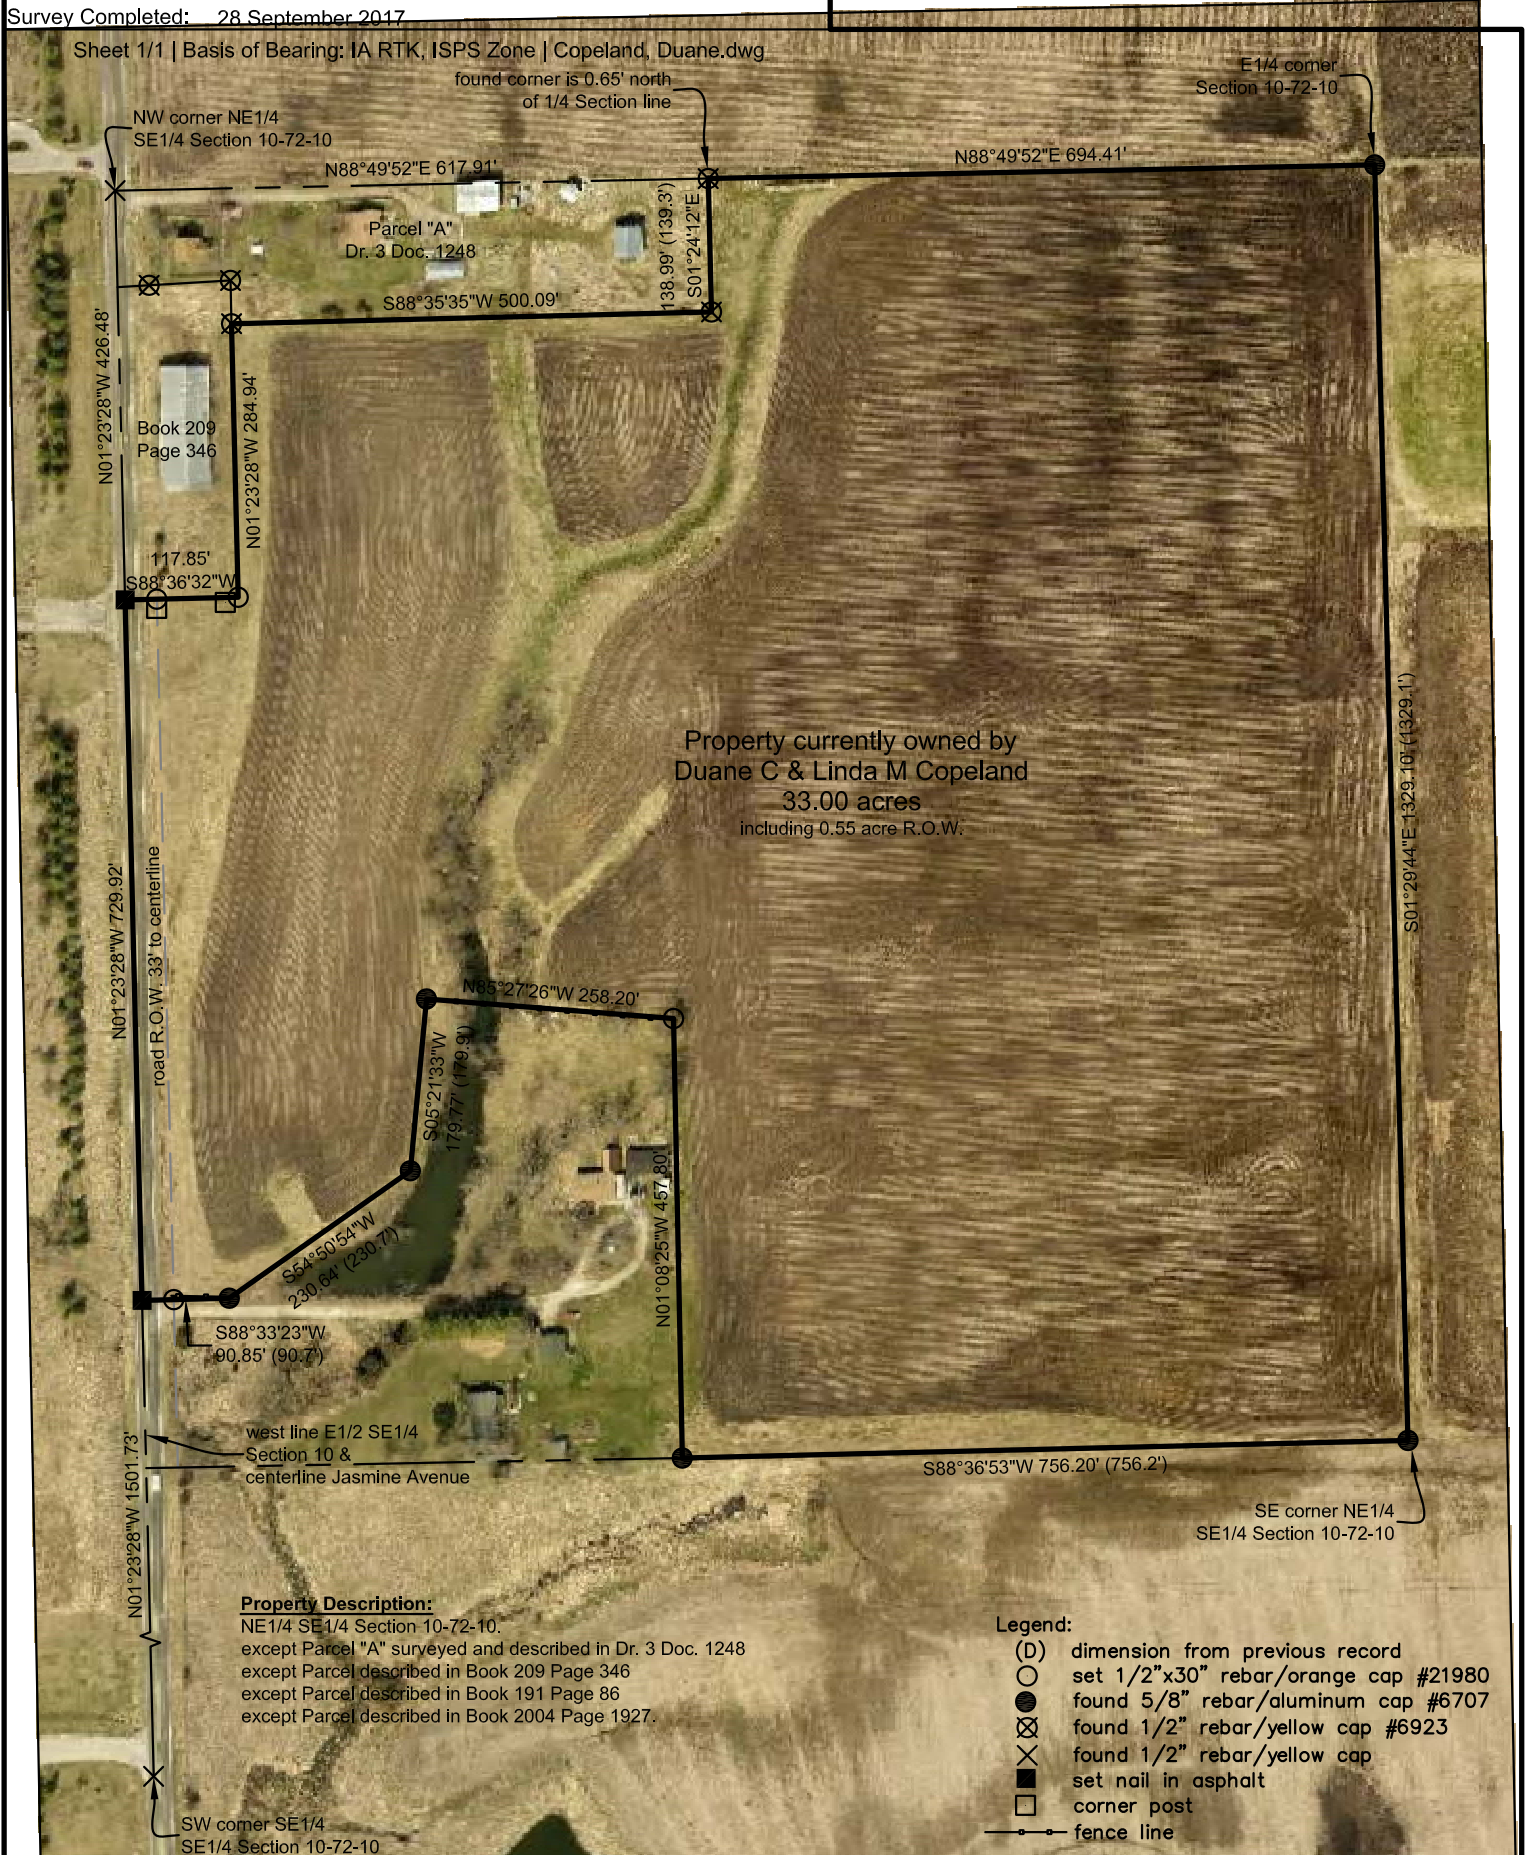 Survey Completed: 28 September 2017
Sheet 1/1 | Basis of Bearing: IA RTK, ISPS Zone | Copeland, Duane.dwg
found corner is 0.65' north
of 1/4 Section line
E1/4 corner
Section 10-72-10
NW corner NE1/4
SE1/4 Section 10-72-10
N88°49'52"E 617.91'
N88°49'52"E 694.41'
Parcel "A"
Dr. 3 Doc. 1248
138.99' (139.3')
S01°24'12"E
S88°35'35"W 500.09'
N01°23'28"W 426.48'
Book 209
Page 346
N01°23'28"W 284.94'
117.85'
S88°36'32"W
Property currently owned by
Duane C & Linda M Copeland
33.00 acres
including 0.55 acre R.O.W.
S01°29'44"E 1329.10' (1329.1')
N01°23'28"W 729.92'
road R.O.W. 33' to centerline
N85°27'26"W 258.20'
S05°21'33"W
179.77' (179.9')
N01°08'25"W 457.80'
S54°50'54"W
230.64' (230.7')
S88°33'23"W
90.85' (90.7')
west line E1/2 SE1/4
Section 10 &
centerline Jasmine Avenue
N01°23'28"W 1501.73'
S88°36'53"W 756.20' (756.2')
SE corner NE1/4
SE1/4 Section 10-72-10
Property Description:
NE1/4 SE1/4 Section 10-72-10.
except Parcel "A" surveyed and described in Dr. 3 Doc. 1248
except Parcel described in Book 209 Page 346
except Parcel described in Book 191 Page 86
except Parcel described in Book 2004 Page 1927.
Legend:
(D) dimension from previous record
set 1/2"x30" rebar/orange cap #21980
found 5/8" rebar/aluminum cap #6707
found 1/2" rebar/yellow cap #6923
found 1/2" rebar/yellow cap
set nail in asphalt
corner post
fence line
SW corner SE1/4
SE1/4 Section 10-72-10